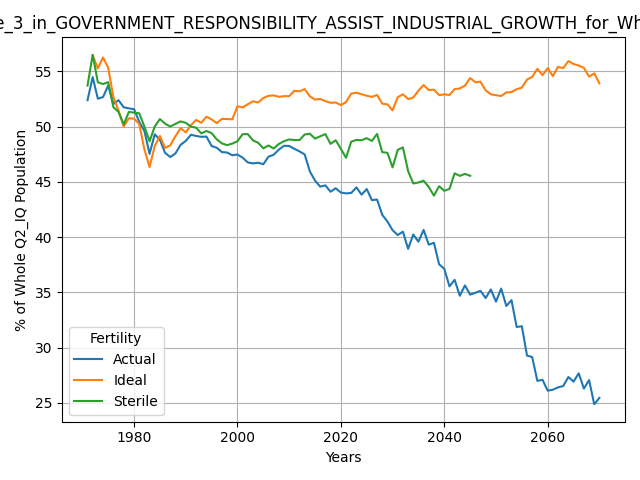 e_3_in_GOVERNMENT_RESPONSIBILITY_ASSIST_INDUSTRIAL_GROWTH_for_Wh
% of Whole Q2_IQ Population
55
50
45
40
35
30
25
Fertility
Actual
Ideal
Sterile
1980
2000
2020
2040
2060
Years